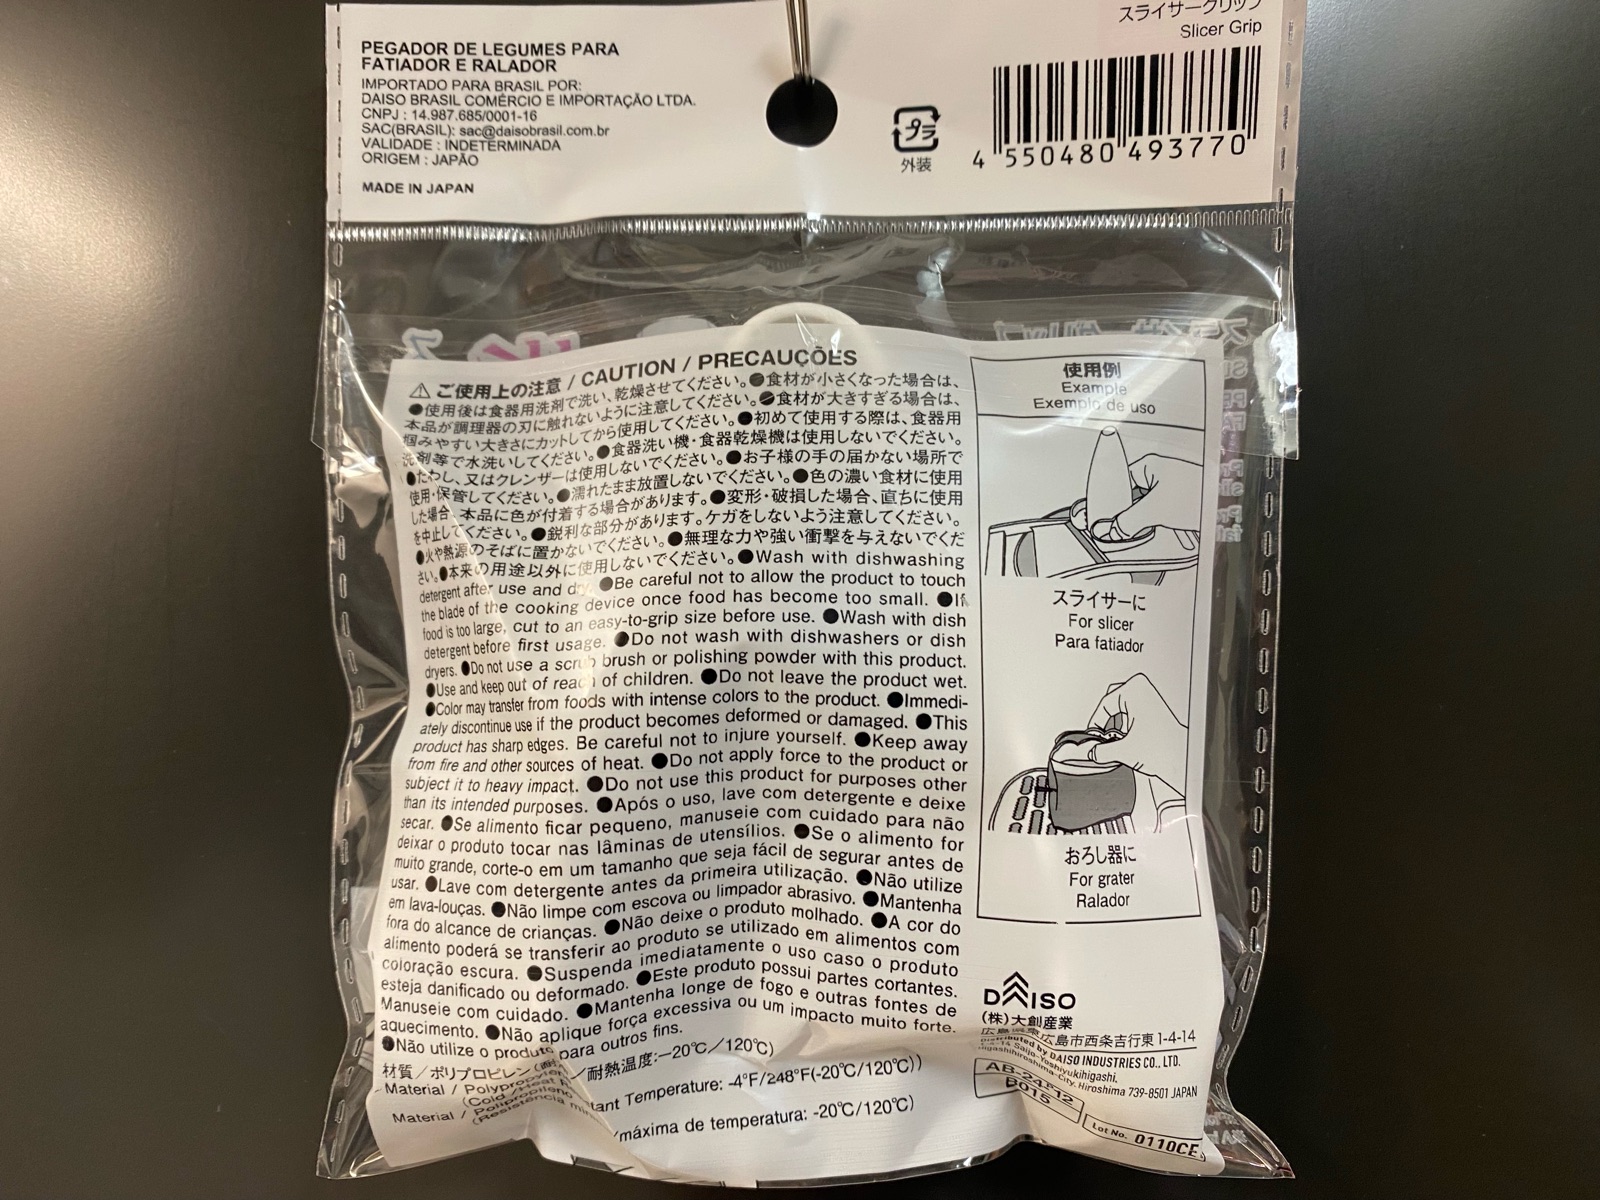 PEGADOR DE LEGUMES PARA
FATIADOR E RALADOR
IMPORTADO PARA BRASIL POR:
DAISO BRASIL COMÉRCIO E IMPORTAÇÃO LTDA.
CNPJ : 14.987.685/0001-16
SAC(BRASIL): sac@daisobrasil.com.br
VALIDADE : INDETERMINADA
ORIGEM : JAPÃO
MADE IN JAPAN
プラ
外装
スライサーグリップ
Slicer Grip
4 550480 493770
ご使用上の注意 / CAUTION / PRECAUÇÕES
●使用後は食器用洗剤で洗い、乾燥させてください。●食材が小さくなった場合は、
本品が調理器の刃に触れないように注意してください。●食材が大きすぎる場合は、
掴みやすい大きさにカットしてから使用してください。●初めて使用する際は、食器用
洗剤等で水洗いしてください。●食器洗い機・食器乾燥機は使用しないでください。
●たわし、又はクレンザーは使用しないでください。●お子様の手の届かない場所で
使用・保管してください。●濡れたまま放置しないでください。●色の濃い食材に使用
した場合、本品に色が付着する場合があります。●変形・破損した場合、直ちに使用
を中止してください。●鋭利な部分があります。ケガをしないよう注意してください。
●火や熱源のそばに置かないでください。●無理な力や強い衝撃を与えないでくだ
さい。●本来の用途以外に使用しないでください。●Wash with dishwashing
detergent after use and dry. ●Be careful not to allow the product to touch
the blade of the cooking device once food has become too small. ●If
food is too large, cut to an easy-to-grip size before use. ●Wash with dish
detergent before first usage. ●Do not wash with dishwashers or dish
dryers. ●Do not use a scrub brush or polishing powder with this product.
●Use and keep out of reach of children. ●Do not leave the product wet.
●Color may transfer from foods with intense colors to the product. ●Immedi-
ately discontinue use if the product becomes deformed or damaged. ●This
product has sharp edges. Be careful not to injure yourself. ●Keep away
from fire and other sources of heat. ●Do not apply force to the product or
subject it to heavy impact. ●Do not use this product for purposes other
than its intended purposes. ●Após o uso, lave com detergente e deixe
secar. ●Se alimento ficar pequeno, manuseie com cuidado para não
deixar o produto tocar nas lâminas de utensílios. ●Se o alimento for
muito grande, corte-o em um tamanho que seja fácil de segurar antes de
usar. ●Lave com detergente antes da primeira utilização. ●Não utilize
em lava-louças. ●Não limpe com escova ou limpador abrasivo. ●Mantenha
fora do alcance de crianças. ●Não deixe o produto molhado. ●A cor do
alimento poderá se transferir ao produto se utilizado em alimentos com
coloração escura. ●Suspenda imediatamente o uso caso o produto
esteja danificado ou deformado. ●Este produto possui partes cortantes.
Manuseie com cuidado. ●Mantenha longe de fogo e outras fontes de
aquecimento. ●Não aplique força excessiva ou um impacto muito forte.
●Não utilize o produto para outros fins.
材質/ポリプロピレン(耐 /耐熱温度:-20℃/120℃)
Material / Polypropylene
(Cold /Heat tant Temperature: -4°F/248°F(-20℃/120℃))
Material / Polipropileno
(Resistência /máxima de temperatura: -20℃/120℃)
使用例
Example
Exemplo de uso
スライサーに
For slicer
Para fatiador
おろし器に
For grater
Ralador
DAISO
(株)大創産業
広島県東広島市西条吉行東1-4-14
Distributed by DAISO INDUSTRIES CO., LTD.
1-4-14 Saijo-Yoshiyukihigashi,
Higashihiroshima-City, Hiroshima 739-8501 JAPAN
B015
Lot No. 0110CE